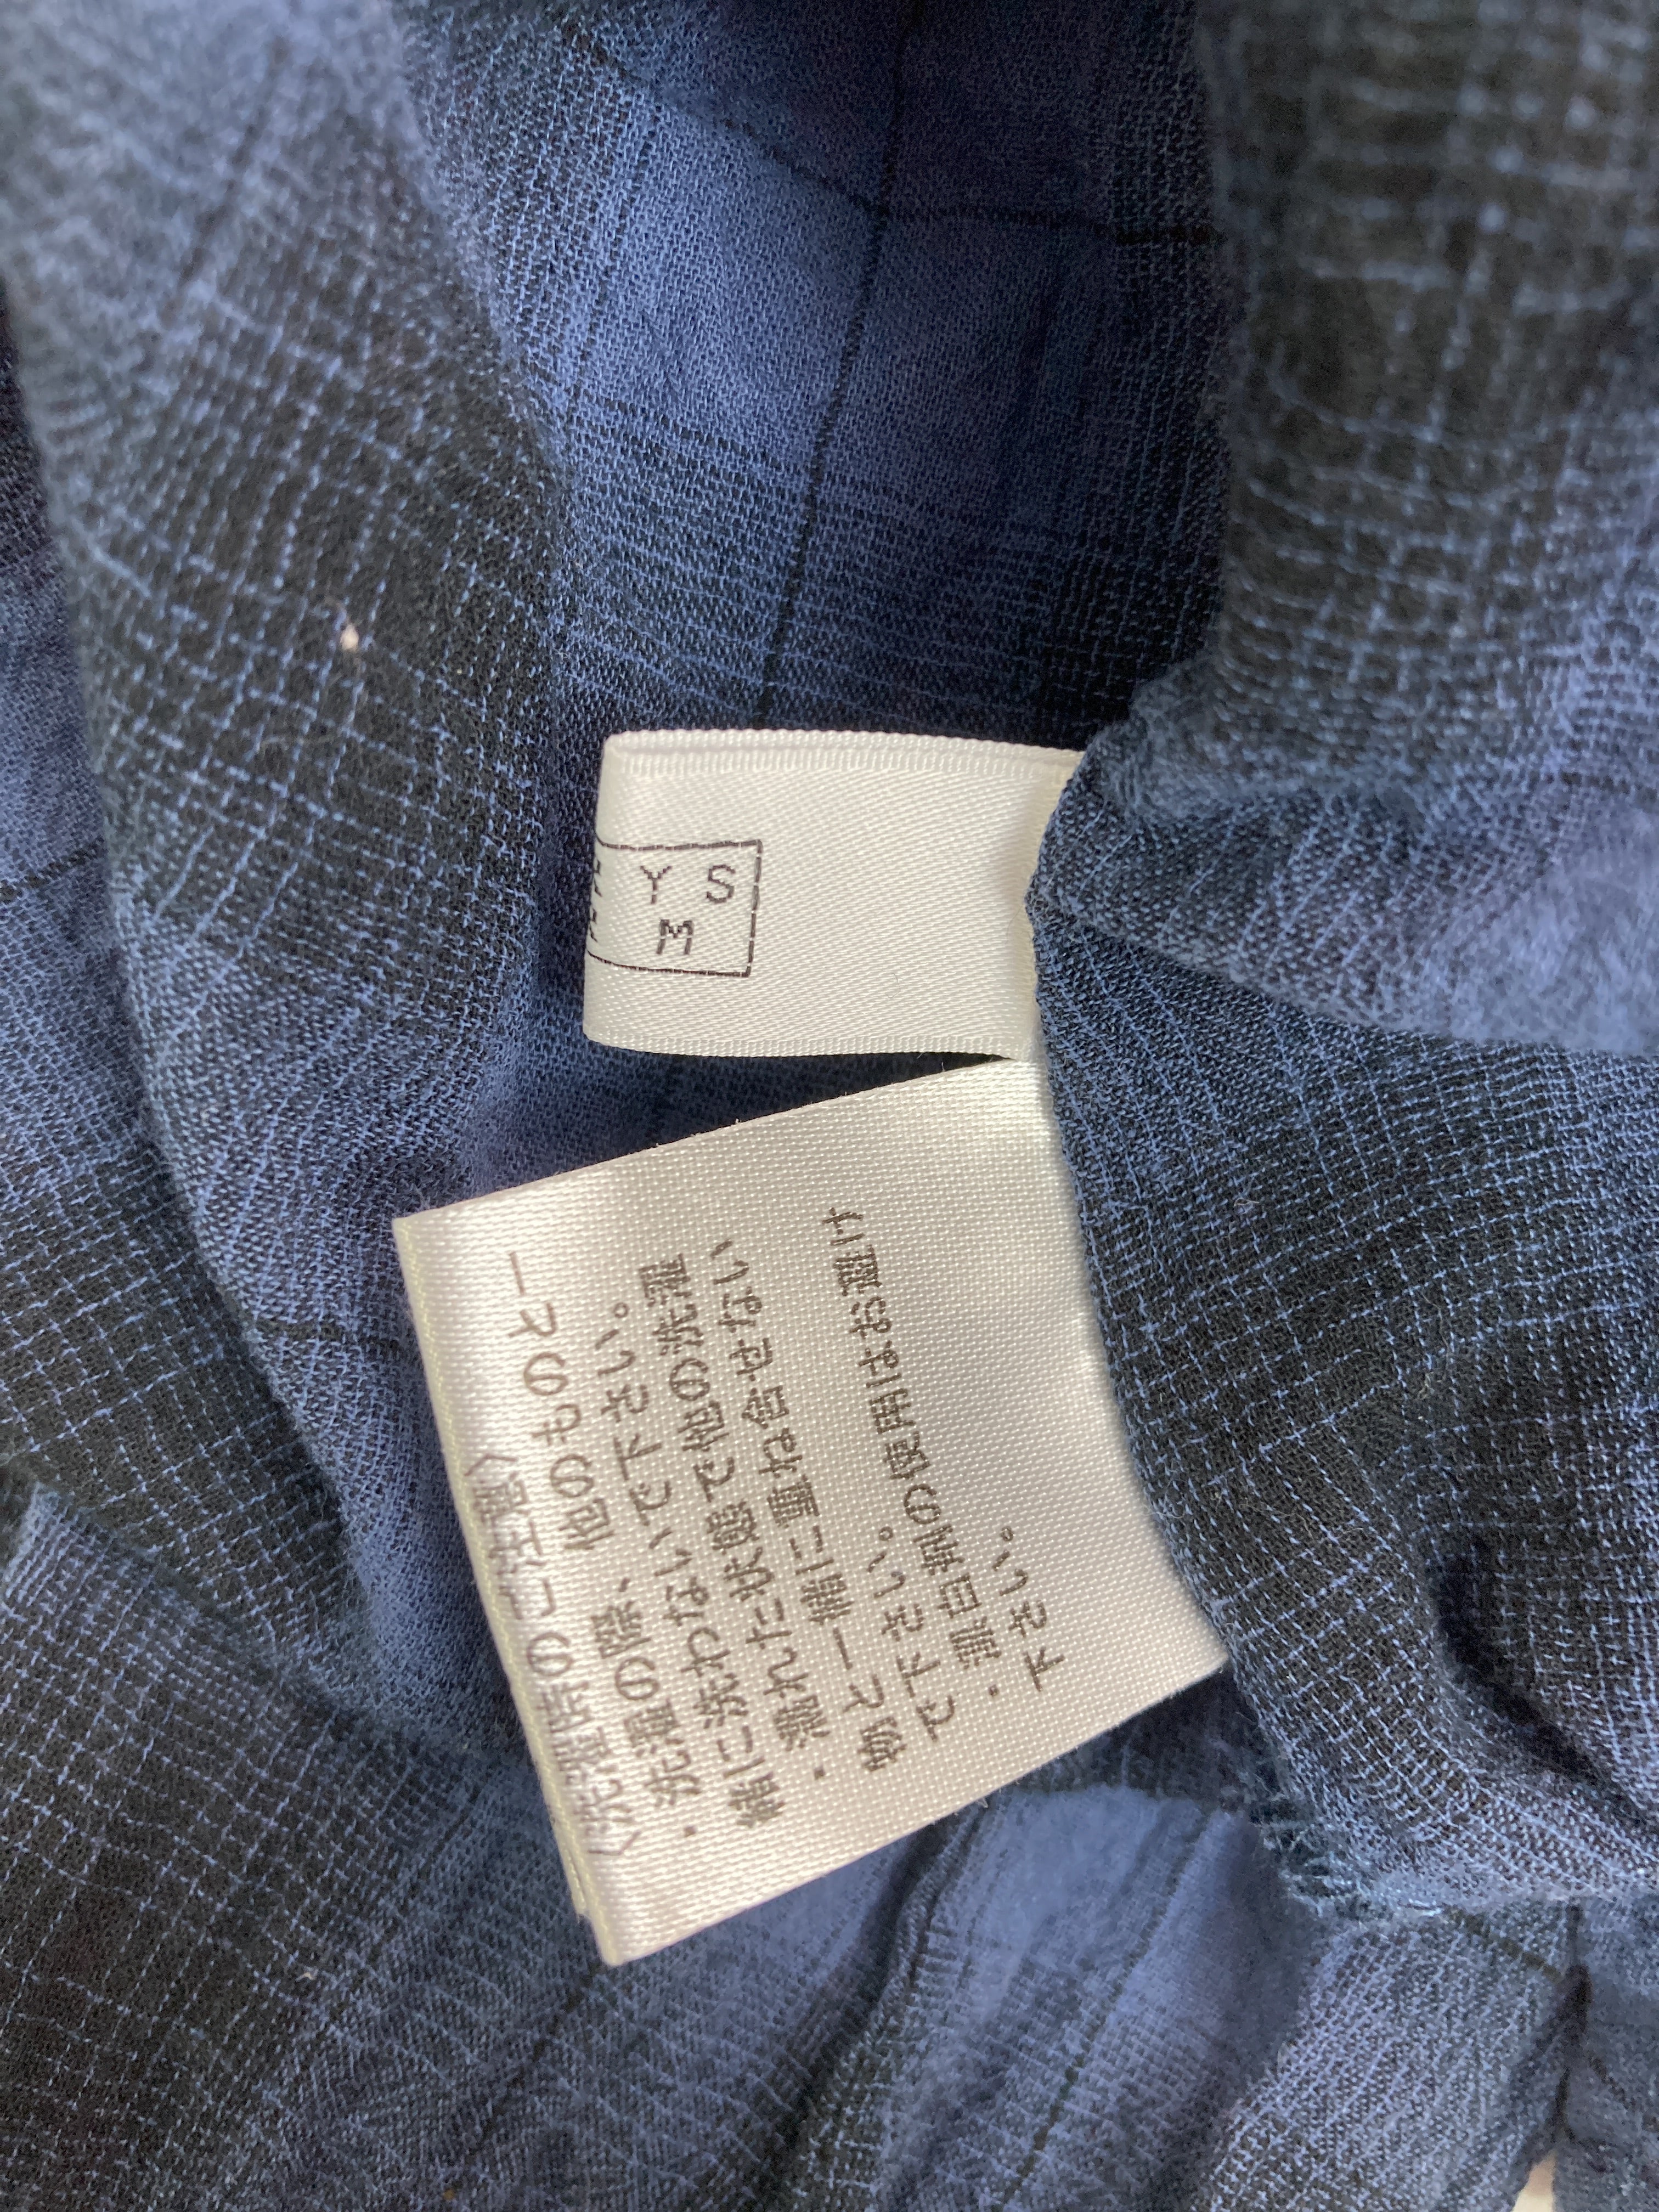 Y S
M
〈洗濯時のご注意〉
・洗濯の際、他のものと一
緒に洗わないで下さい。
・濡れた状態で他の洗濯
物と一緒に重ね合せない
で下さい。
・漂白剤の使用はお避け
下さい。